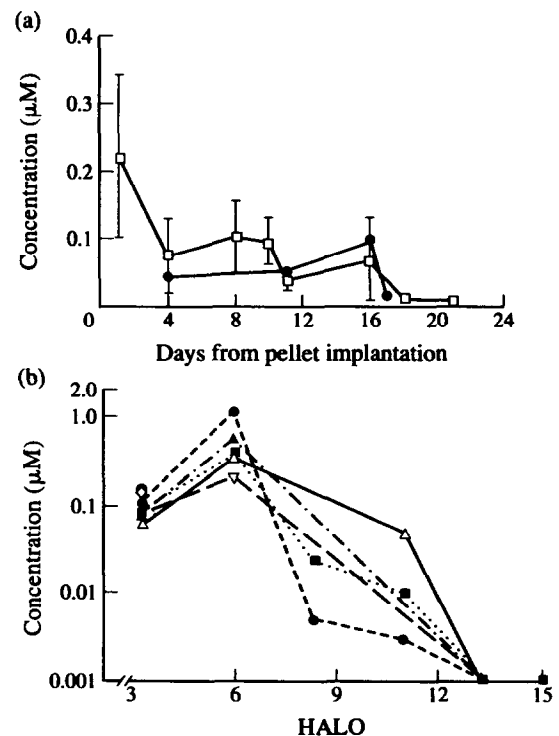 (a)
0.4
0.3
0.2
0.1
Concentration (µM)
0 4 8 12 16 20 24
Days from pellet implantation
(b)
2.0
1.0
0.1
0.01
0.001
Concentration (µM)
3 6 9 12 15
HALO